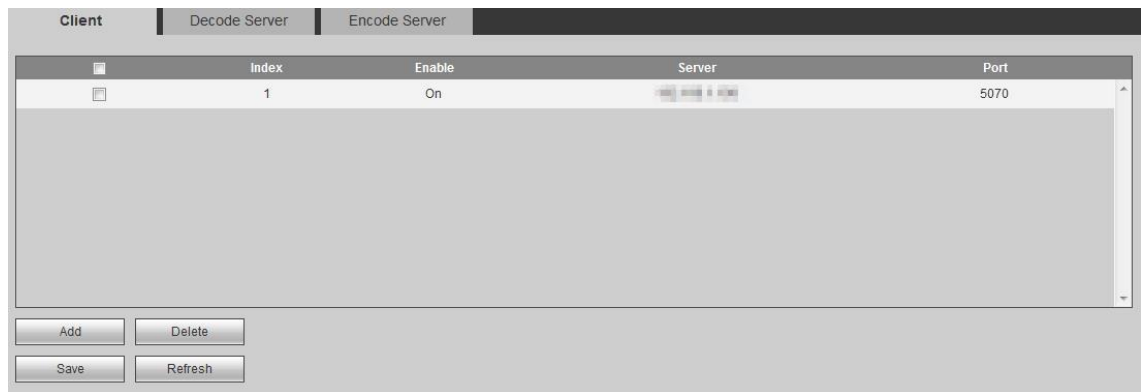 Client Decode Server Encode Server
Index Enable Server Port
1 On 5070
Add Delete
Save Refresh